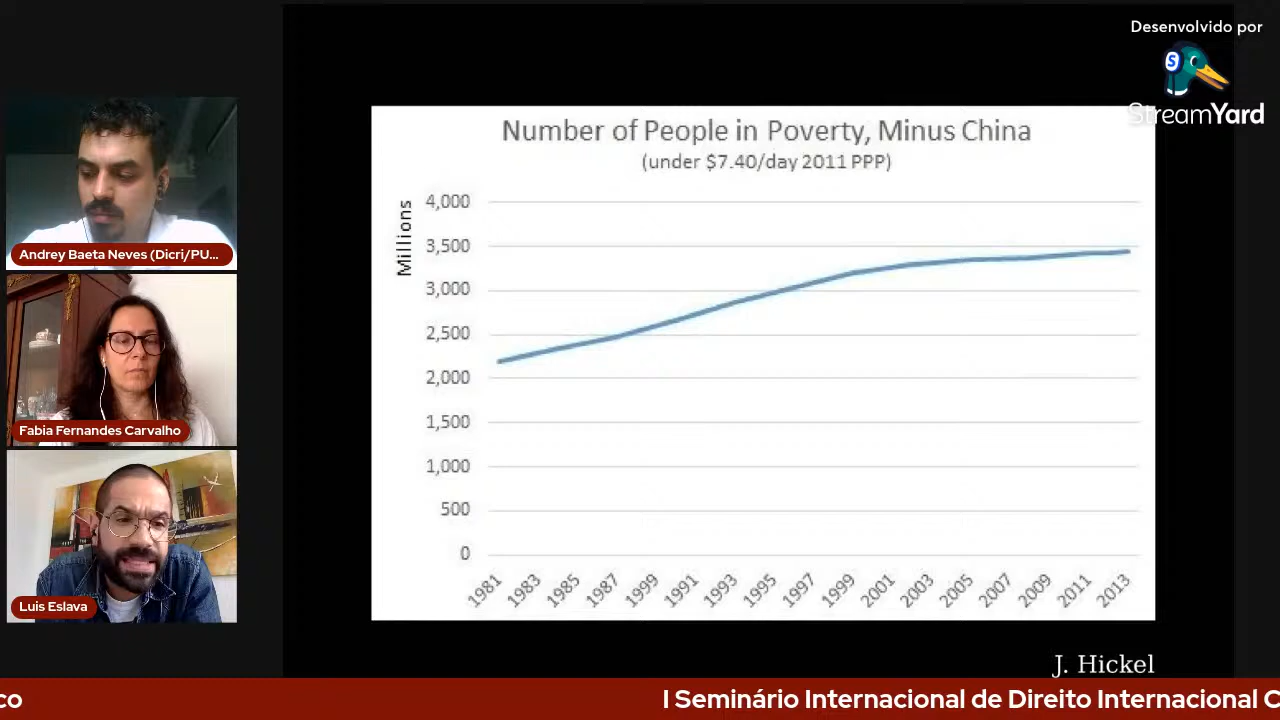 Desenvolvido por
StreamYard
Andrey Baeta Neves (Dicri/PU...
Fabia Fernandes Carvalho
Luis Eslava
Number of People in Poverty, Minus China
(under $7.40/day 2011 PPP)
Millions
4,000
3,500
3,000
2,500
2,000
1,500
1,000
500
0
1981
1983
1985
1987
1999
1991
1993
1995
1997
1999
2001
2003
2005
2007
2009
2011
2013
J. Hickel
co
I Seminário Internacional de Direito Internacional C